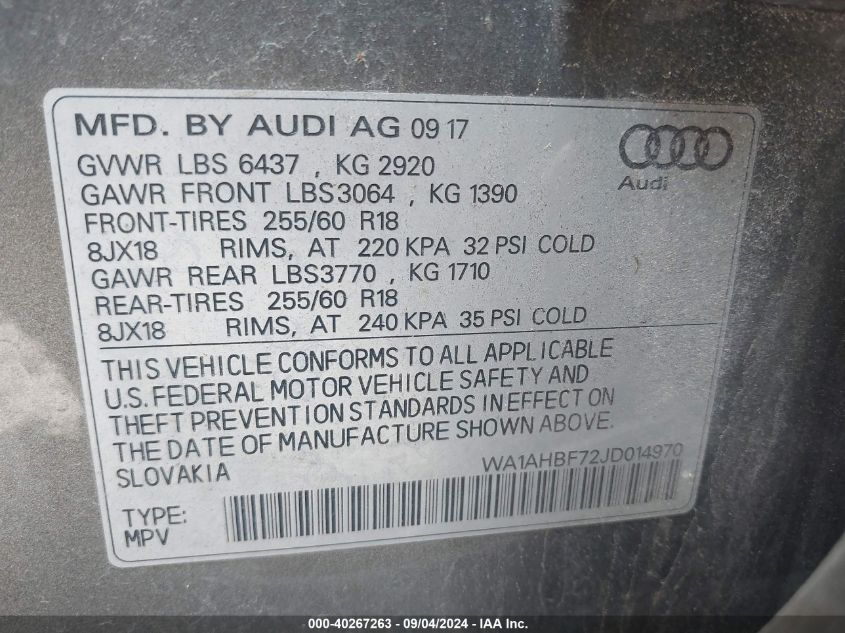 MFD. BY AUDI AG 09 17
Audi
GVWR LBS 6437 , KG 2920
GAWR FRONT LBS3064 , KG 1390
FRONT-TIRES 255/60 R18
8JX18 RIMS, AT 220 KPA 32 PSI COLD
GAWR REAR LBS3770 , KG 1710
REAR-TIRES 255/60 R18
8JX18 RIMS, AT 240 KPA 35 PSI COLD
THIS VEHICLE CONFORMS TO ALL APPLICABLE
U.S. FEDERAL MOTOR VEHICLE SAFETY AND
THEFT PREVENTION STANDARDS IN EFFECT ON
THE DATE OF MANUFACTURE SHOWN ABOVE.
SLOVAKIA
WA1AHBF72JD014970
TYPE:
MPV
000-40267263 - 09/04/2024 - www.iaai.com